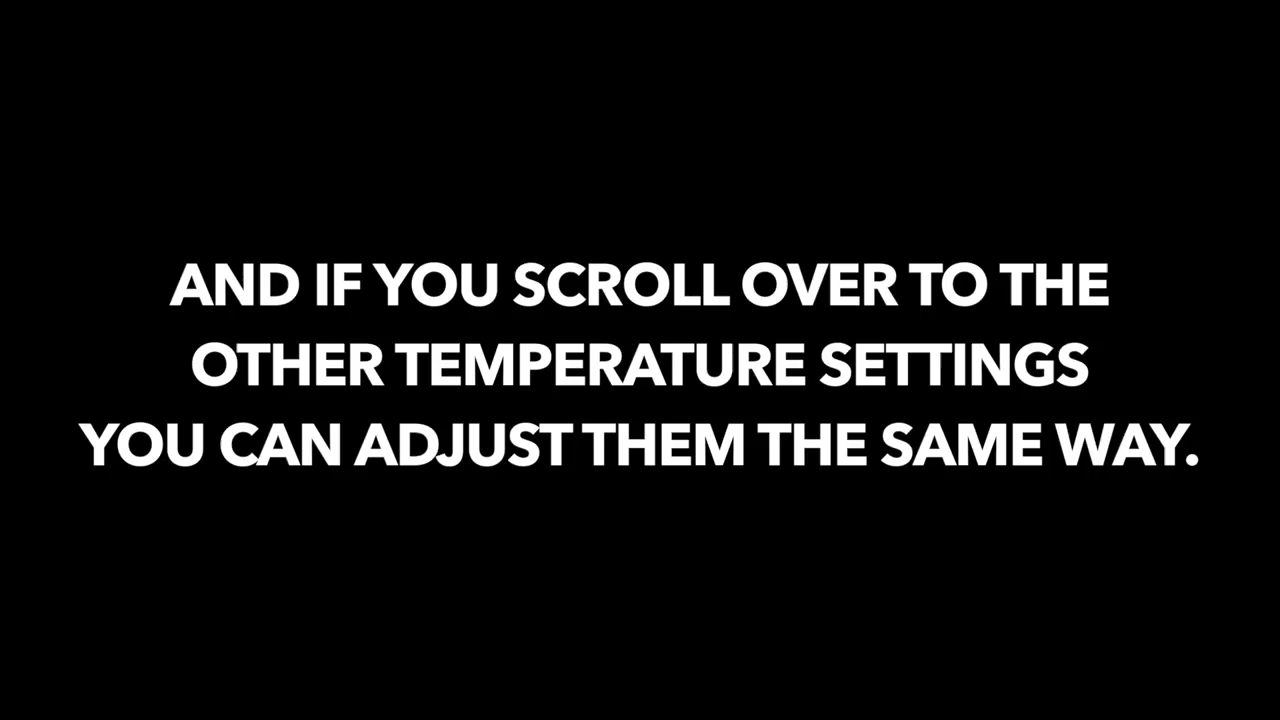 AND IF YOU SCROLL OVER TO THE
OTHER TEMPERATURE SETTINGS
YOU CAN ADJUST THEM THE SAME WAY.